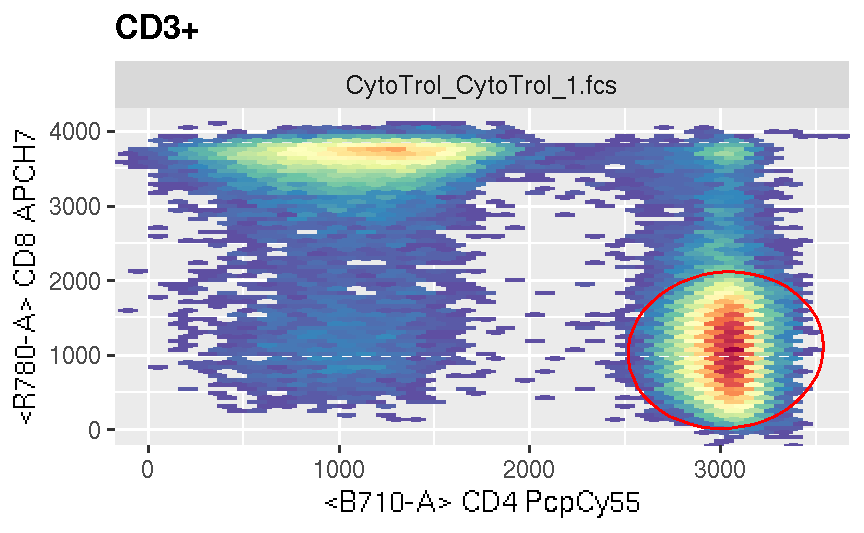 CD3+
CytoTrol_CytoTrol_1.fcs
<R780-A> CD8 APCH7
4000
3000
2000
1000
0
0 1000 2000 3000
<B710-A> CD4 PcpCy55